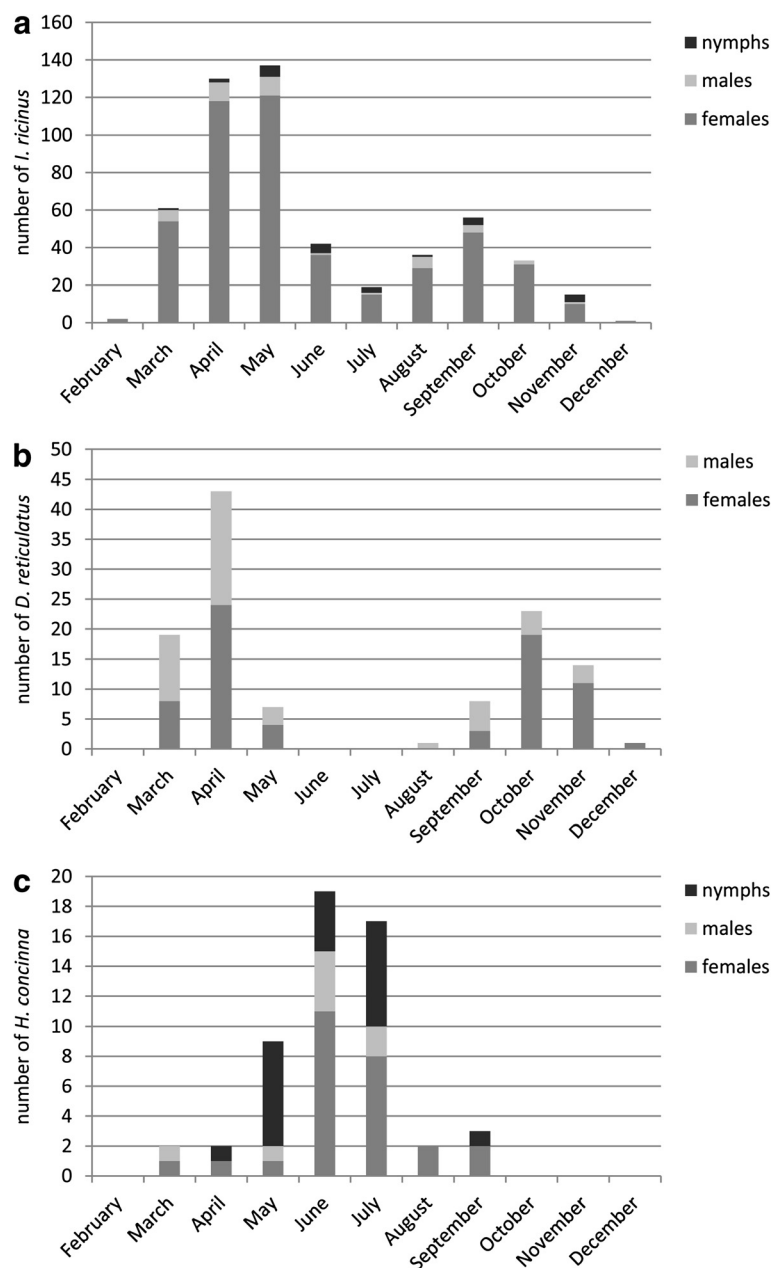 a
160
140
120
100
80
60
40
20
0
number of I. ricinus
nymphs
males
females
February March April May June July August September October November December
b
50
45
40
35
30
25
20
15
10
5
0
number of D. reticulatus
males
females
February March April May June July August September October November December
c
20
18
16
14
12
10
8
6
4
2
0
number of H. concinna
nymphs
males
females
February March April May June July August September October November December